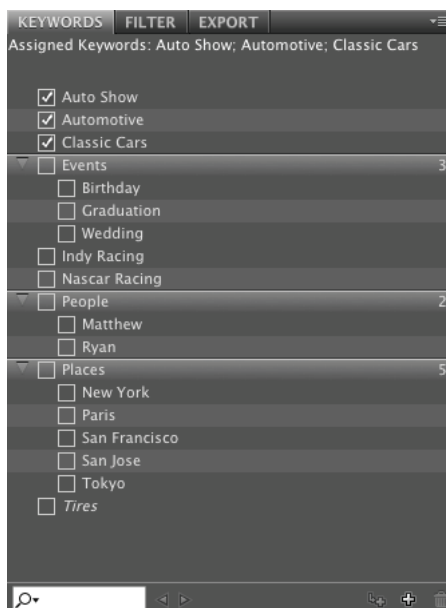 KEYWORDS FILTER EXPORT
Assigned Keywords: Auto Show; Automotive; Classic Cars
Auto Show
Automotive
Classic Cars
Events 3
Birthday
Graduation
Wedding
Indy Racing
Nascar Racing
People 2
Matthew
Ryan
Places 5
New York
Paris
San Francisco
San Jose
Tokyo
Tires